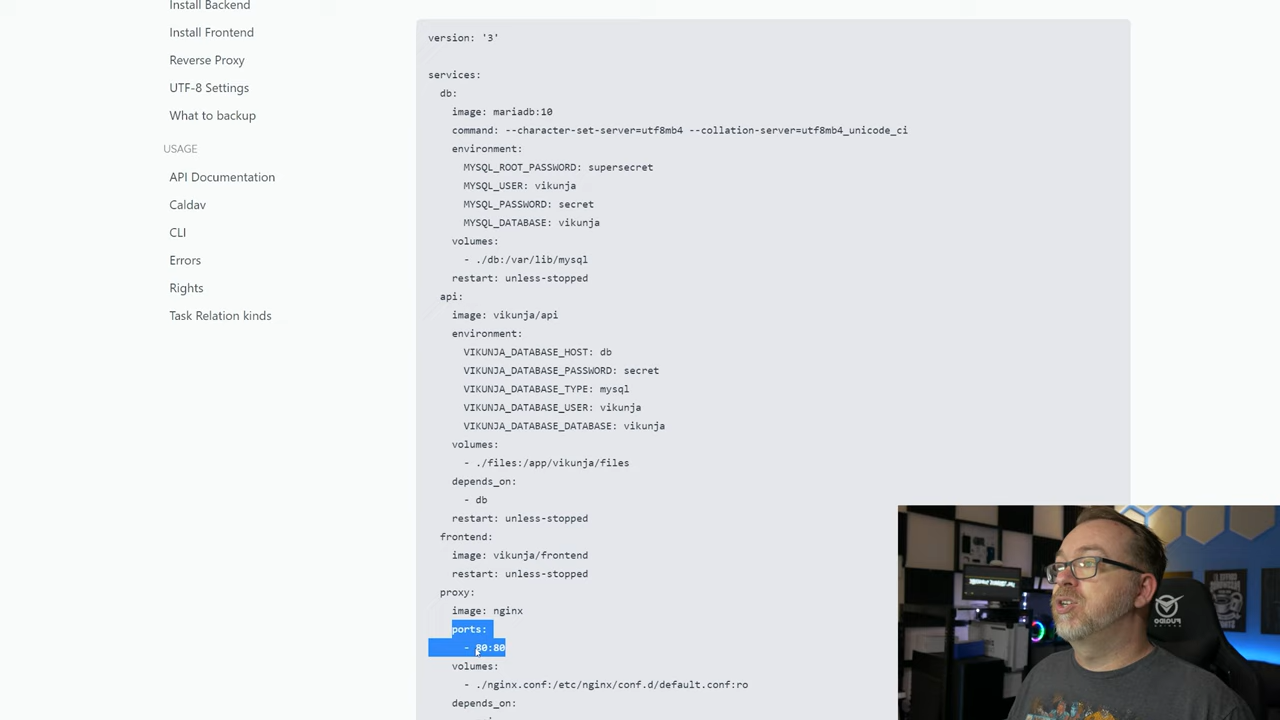 Install Backend
Install Frontend
Reverse Proxy
UTF-8 Settings
What to backup
USAGE
API Documentation
Caldav
CLI
Errors
Rights
Task Relation kinds
version: '3'
services:
db:
image: mariadb:10
command: --character-set-server=utf8mb4 --collation-server=utf8mb4_unicode_ci
environment:
MYSQL_ROOT_PASSWORD: supersecret
MYSQL_USER: vikunja
MYSQL_PASSWORD: secret
MYSQL_DATABASE: vikunja
volumes:
- ./db:/var/lib/mysql
restart: unless-stopped
api:
image: vikunja/api
environment:
VIKUNJA_DATABASE_HOST: db
VIKUNJA_DATABASE_PASSWORD: secret
VIKUNJA_DATABASE_TYPE: mysql
VIKUNJA_DATABASE_USER: vikunja
VIKUNJA_DATABASE_DATABASE: vikunja
volumes:
- ./files:/app/vikunja/files
depends_on:
- db
restart: unless-stopped
frontend:
image: vikunja/frontend
restart: unless-stopped
proxy:
image: nginx
ports:
- 80:80
volumes:
- ./nginx.conf:/etc/nginx/conf.d/default.conf:ro
depends_on: